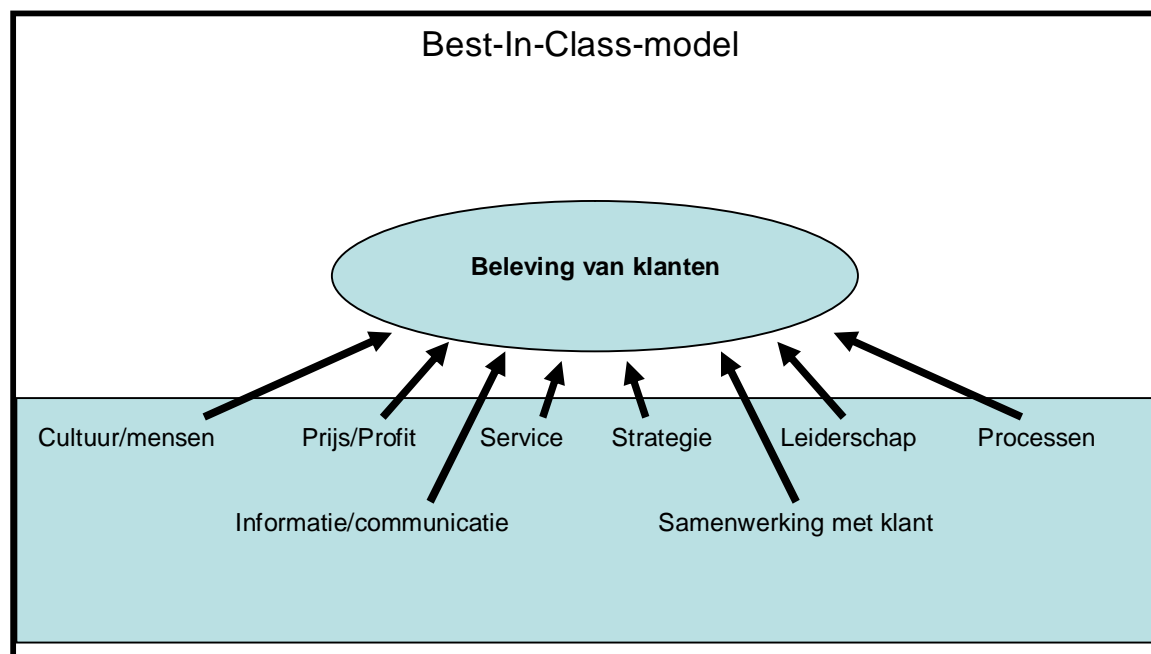 Best-In-Class-model
Beleving van klanten
Cultuur/mensen
Prijs/Profit
Service
Strategie
Leiderschap
Processen
Informatie/communicatie
Samenwerking met klant